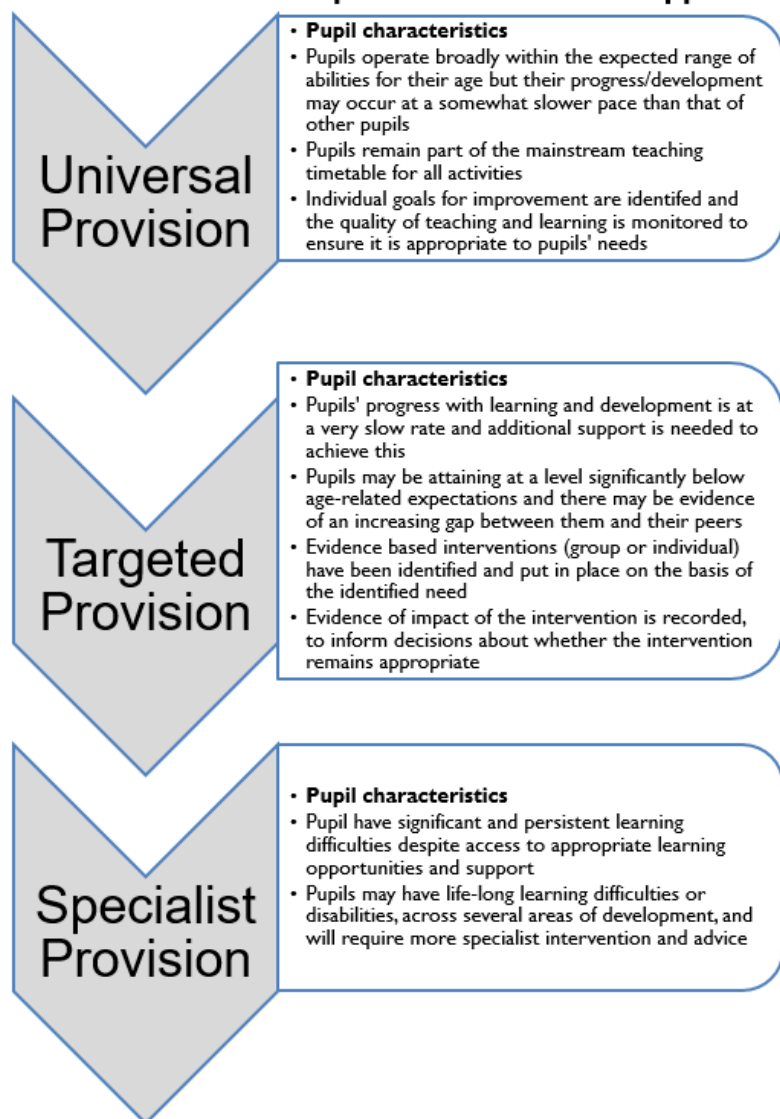 Universal
Provision
• Pupil characteristics
• Pupils operate broadly within the expected range of
abilities for their age but their progress/development
may occur at a somewhat slower pace than that of
other pupils
• Pupils remain part of the mainstream teaching
timetable for all activities
• Individual goals for improvement are identifed and
the quality of teaching and learning is monitored to
ensure it is appropriate to pupils' needs
Targeted
Provision
• Pupil characteristics
• Pupils' progress with learning and development is at
a very slow rate and additional support is needed to
achieve this
• Pupils may be attaining at a level significantly below
age-related expectations and there may be evidence
of an increasing gap between them and their peers
• Evidence based interventions (group or individual)
have been identified and put in place on the basis of
the identified need
• Evidence of impact of the intervention is recorded,
to inform decisions about whether the intervention
remains appropriate
Specialist
Provision
• Pupil characteristics
• Pupil have significant and persistent learning
difficulties despite access to appropriate learning
opportunities and support
• Pupils may have life-long learning difficulties or
disabilities, across several areas of development, and
will require more specialist intervention and advice